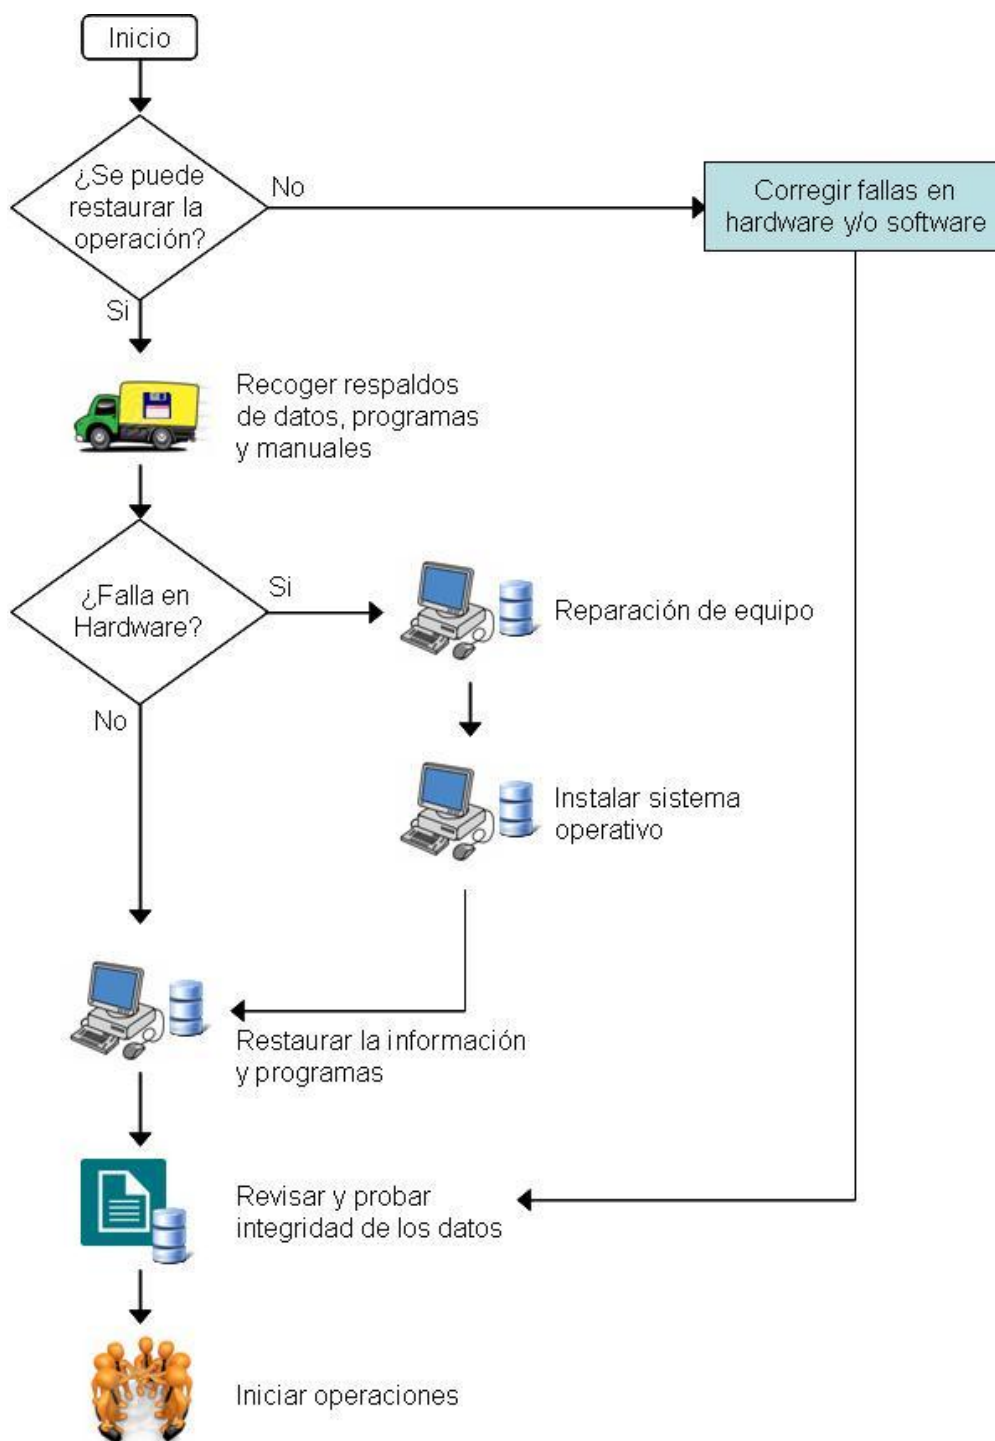 Inicio
¿Se puede
restaurar la
operación?
No
Corregir fallas en
hardware y/o software
Si
Recoger respaldos
de datos, programas
y manuales
¿Falla en
Hardware?
Si
Reparación de equipo
No
Instalar sistema
operativo
Restaurar la información
y programas
Revisar y probar
integridad de los datos
Iniciar operaciones